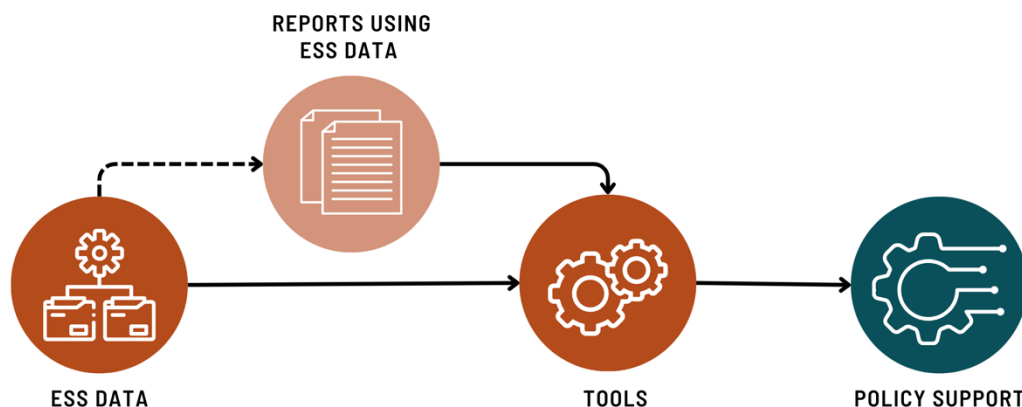 REPORTS USING
ESS DATA
ESS DATA
TOOLS
POLICY SUPPORT